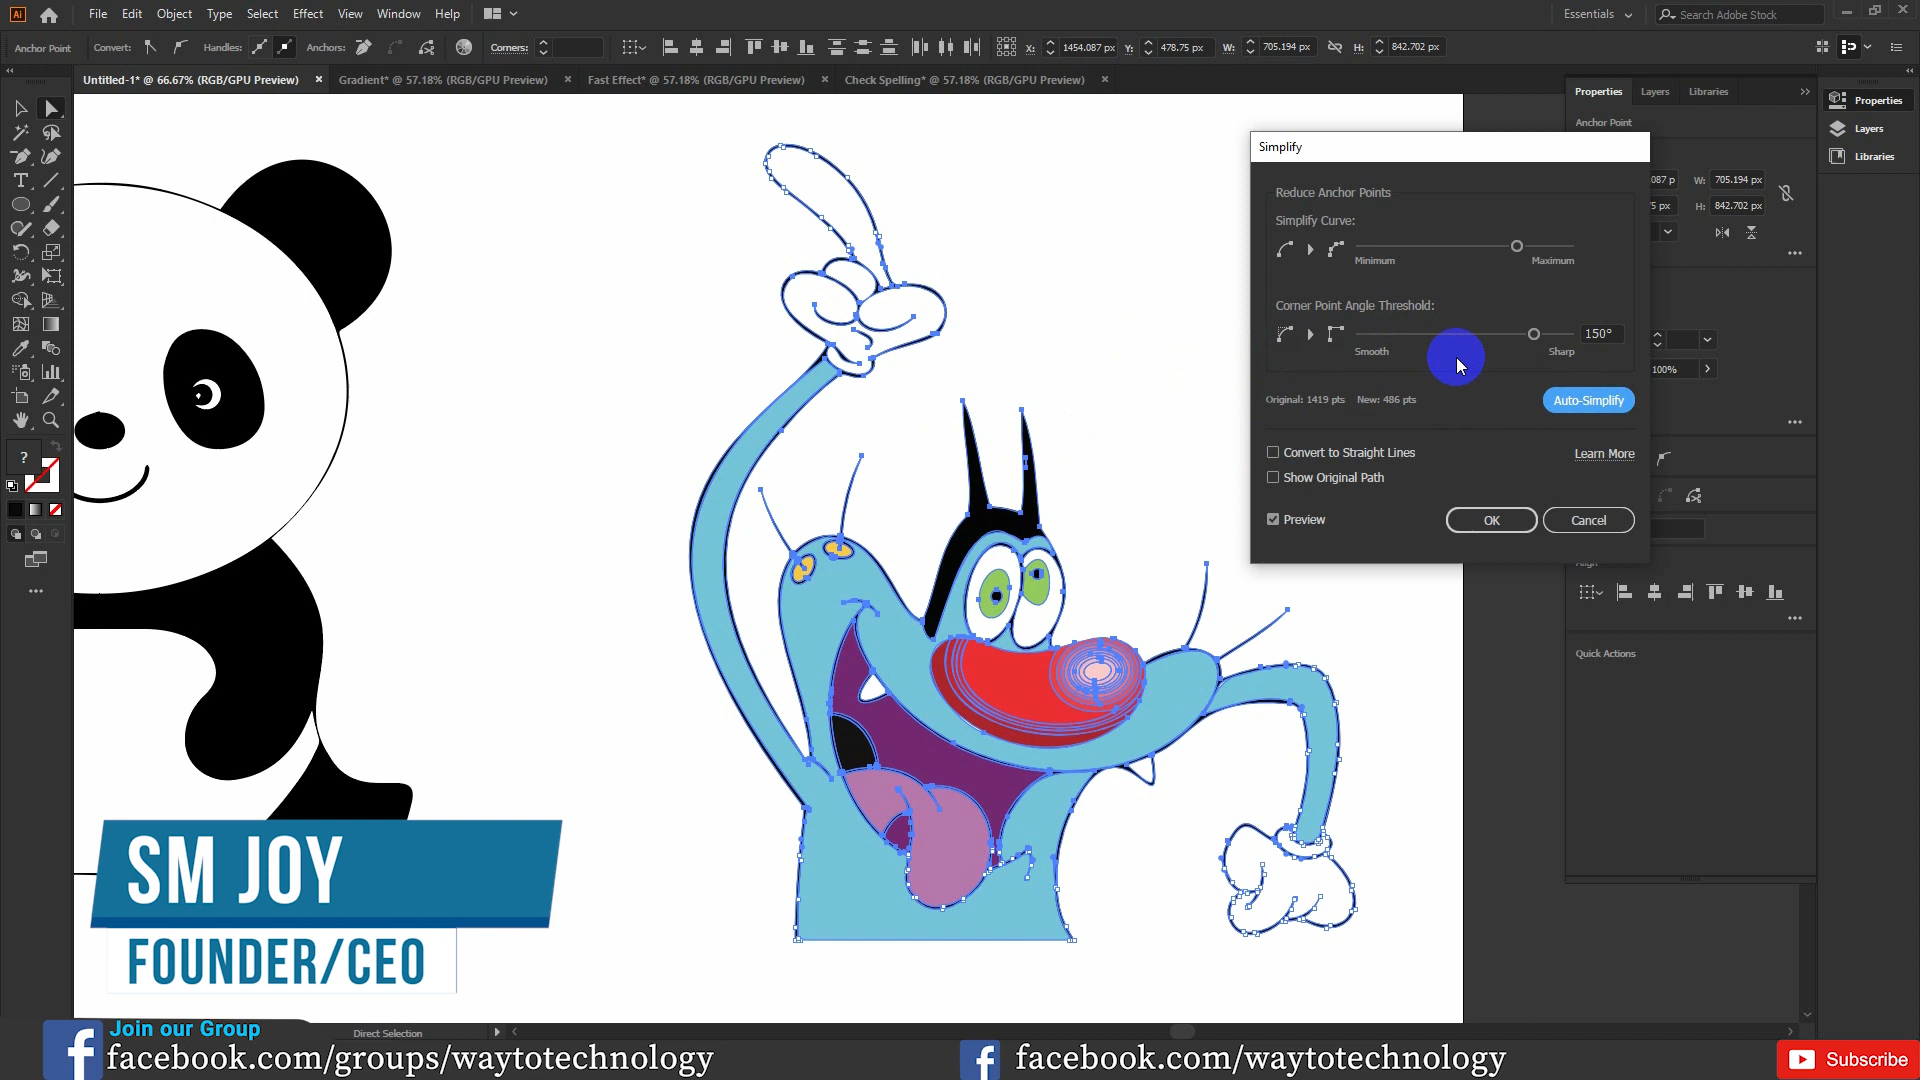 Ai File Edit Object Type Select Effect View Window Help Essentials Search Adobe Stock
Anchor Point Convert: Handles: Anchors: Corners: X: 1454.087 px Y: 478.75 px W: 705.194 px H: 842.702 px
Untitled-1* @ 66.67% (RGB/GPU Preview) × Gradient* @ 57.18% (RGB/GPU Preview) × Fast Effect* @ 57.18% (RGB/GPU Preview) × Check Spelling* @ 57.18% (RGB/GPU Preview) ×
Properties Layers Libraries
Properties
Layers
Libraries
Anchor Point
087 p W: 705.194 px
5 px H: 842.702 px
100%
Quick Actions
Simplify
Reduce Anchor Points
Simplify Curve:
Minimum Maximum
Corner Point Angle Threshold:
150°
Smooth Sharp
Original: 1419 pts New: 486 pts Auto-Simplify
Convert to Straight Lines Learn More
Show Original Path
Preview OK Cancel
?
SM JOY
FOUNDER/CEO
Direct Selection
Join our Group
facebook.com/groups/waytotechnology
facebook.com/waytotechnology
Subscribe